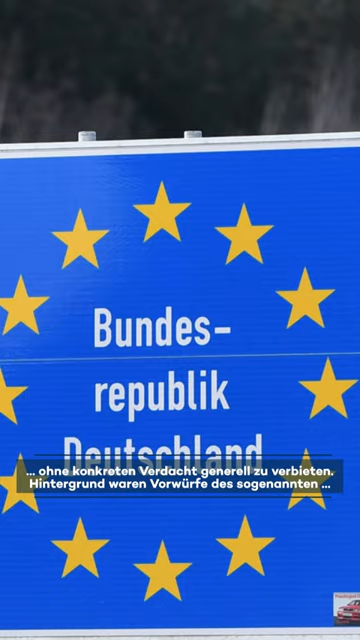 Bundes-
republik
Deutschland
... ohne konkreten Verdacht generell zu verbieten.
Hintergrund waren Vorwürfe des sogenannten ...